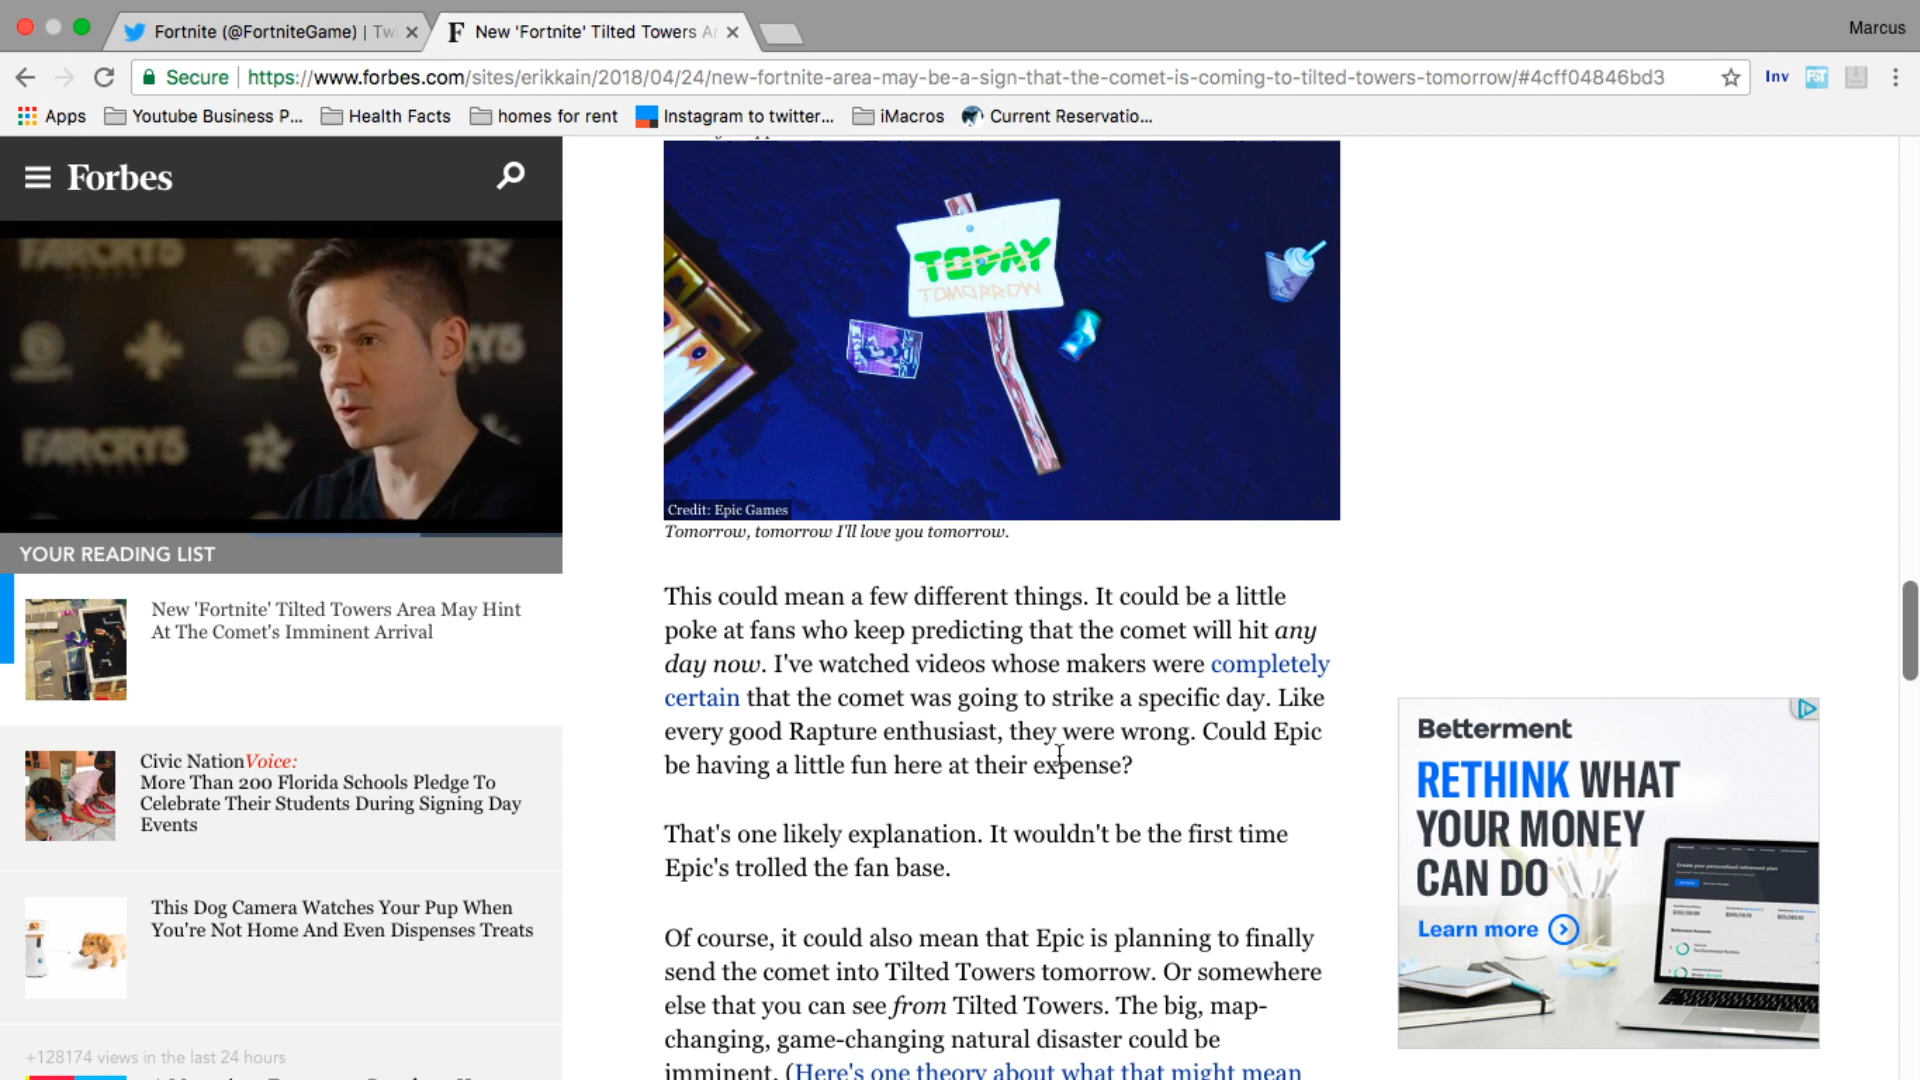 Fortnite (@FortniteGame) | Tw
New 'Fortnite' Tilted Towers Ar
Marcus
Secure
https://www.forbes.com/sites/erikkain/2018/04/24/new-fortnite-area-may-be-a-sign-that-the-comet-is-coming-to-tilted-towers-tomorrow/#4cff04846bd3
Inv
Apps
Youtube Business P...
Health Facts
homes for rent
Instagram to twitter...
iMacros
Current Reservatio...
Forbes
FARCRY5
FARCRY5
YOUR READING LIST
New 'Fortnite' Tilted Towers Area May Hint
At The Comet's Imminent Arrival
Civic NationVoice:
More Than 200 Florida Schools Pledge To
Celebrate Their Students During Signing Day
Events
This Dog Camera Watches Your Pup When
You're Not Home And Even Dispenses Treats
+128174 views in the last 24 hours
TODAY
TOMORROW
Credit: Epic Games
Tomorrow, tomorrow I'll love you tomorrow.
This could mean a few different things. It could be a little
poke at fans who keep predicting that the comet will hit any
day now. I've watched videos whose makers were completely
certain that the comet was going to strike a specific day. Like
every good Rapture enthusiast, they were wrong. Could Epic
be having a little fun here at their expense?
That's one likely explanation. It wouldn't be the first time
Epic's trolled the fan base.
Of course, it could also mean that Epic is planning to finally
send the comet into Tilted Towers tomorrow. Or somewhere
else that you can see from Tilted Towers. The big, map-
changing, game-changing natural disaster could be
imminent. (Here's one theory about what that might mean
Betterment
RETHINK WHAT
YOUR MONEY
CAN DO
Learn more